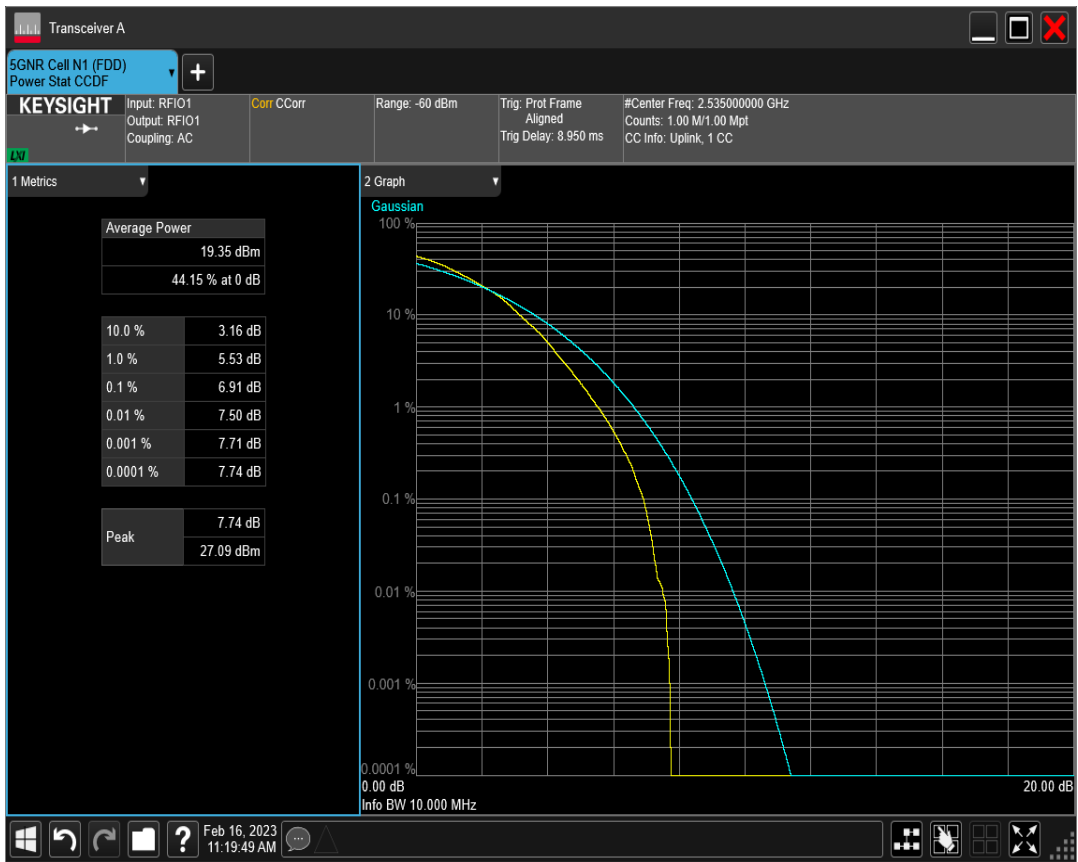 Transceiver A
5GNR Cell N1 (FDD)
Power Stat CCDF
KEYSIGHT
LXI
Input: RFIO1
Output: RFIO1
Coupling: AC
Corr CCorr
Range: -60 dBm
Trig: Prot Frame
Aligned
Trig Delay: 8.950 ms
#Center Freq: 2.535000000 GHz
Counts: 1.00 M/1.00 Mpt
CC Info: Uplink, 1 CC
1 Metrics
Average Power
19.35 dBm
44.15 % at 0 dB
10.0 % 3.16 dB
1.0 % 5.53 dB
0.1 % 6.91 dB
0.01 % 7.50 dB
0.001 % 7.71 dB
0.0001 % 7.74 dB
Peak
7.74 dB
27.09 dBm
2 Graph
Gaussian
100 %
10 %
1 %
0.1 %
0.01 %
0.001 %
0.0001 %
0.00 dB 20.00 dB
Info BW 10.000 MHz
Feb 16, 2023
11:19:49 AM